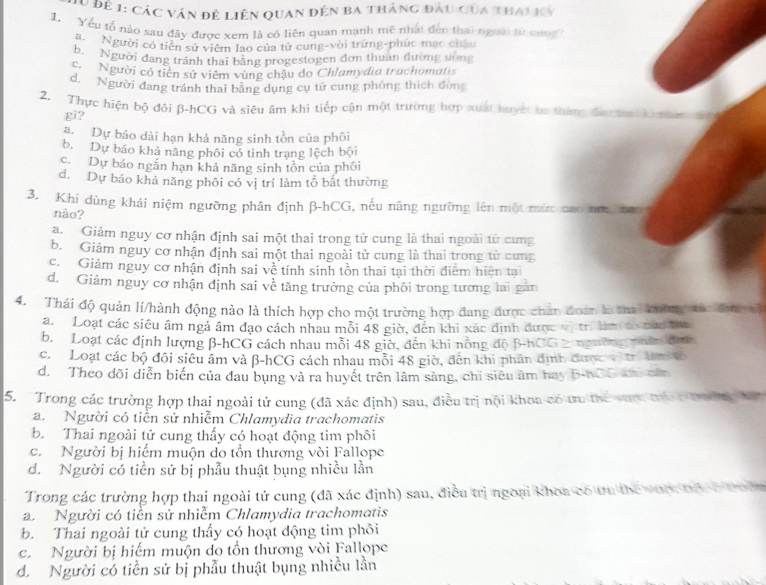 ĐỀ 1: CÁC VẤN ĐỀ LIÊN QUAN ĐẾN BA THÁNG ĐẦU CỦA THAI KỲ
1. Yếu tố nào sau đây được xem là có liên quan mạnh mẽ nhất đến thai ngoài tử cung?
a. Người có tiền sử viêm lao của tử cung-vòi trứng-phúc mạc chậu
b. Người đang tránh thai bằng progestogen đơn thuần đường uống
c. Người có tiền sử viêm vùng chậu do Chlamydia trachomatis
d. Người đang tránh thai bằng dụng cụ tử cung phóng thích đồng
2. Thực hiện bộ đôi β-hCG và siêu âm khi tiếp cận một trường hợp xuất huyết
gì?
a. Dự báo dài hạn khả năng sinh tồn của phôi
b. Dự báo khả năng phôi có tình trạng lệch bội
c. Dự báo ngắn hạn khả năng sinh tồn của phôi
d. Dự báo khả năng phôi có vị trí làm tổ bất thường
3. Khi dùng khái niệm ngưỡng phân định β-hCG, nếu nâng ngưỡng lên một mức cao hơn,
nào?
a. Giảm nguy cơ nhận định sai một thai trong tử cung là thai ngoài tử cung
b. Giảm nguy cơ nhận định sai một thai ngoài tử cung là thai trong tử cung
c. Giảm nguy cơ nhận định sai về tính sinh tồn thai tại thời điểm hiện tại
d. Giảm nguy cơ nhận định sai về tăng trưởng của phôi trong tương lai gần
4. Thái độ quản lí/hành động nào là thích hợp cho một trường hợp đang được chẩn đoán là thai
a. Loạt các siêu âm ngả âm đạo cách nhau mỗi 48 giờ, đến khi xác định được vị trí làm tổ của thai
b. Loạt các định lượng β-hCG cách nhau mỗi 48 giờ, đến khi nồng độ β-hCG ≥ ngưỡng phân định
c. Loạt các bộ đôi siêu âm và β-hCG cách nhau mỗi 48 giờ, đến khi phân định được vị trí làm tổ
d. Theo dõi diễn biến của đau bụng và ra huyết trên lâm sàng, chỉ siêu âm hay β-hCG khi cần
5. Trong các trường hợp thai ngoài tử cung (đã xác định) sau, điều trị nội khoa có ưu thế vượt trội
a. Người có tiền sử nhiễm Chlamydia trachomatis
b. Thai ngoài tử cung thấy có hoạt động tim phôi
c. Người bị hiếm muộn do tổn thương vòi Fallope
d. Người có tiền sử bị phẫu thuật bụng nhiều lần
Trong các trường hợp thai ngoài tử cung (đã xác định) sau, điều trị ngoại khoa có ưu thế vượt trội
a. Người có tiền sử nhiễm Chlamydia trachomatis
b. Thai ngoài tử cung thấy có hoạt động tim phôi
c. Người bị hiếm muộn do tổn thương vòi Fallope
d. Người có tiền sử bị phẫu thuật bụng nhiều lần